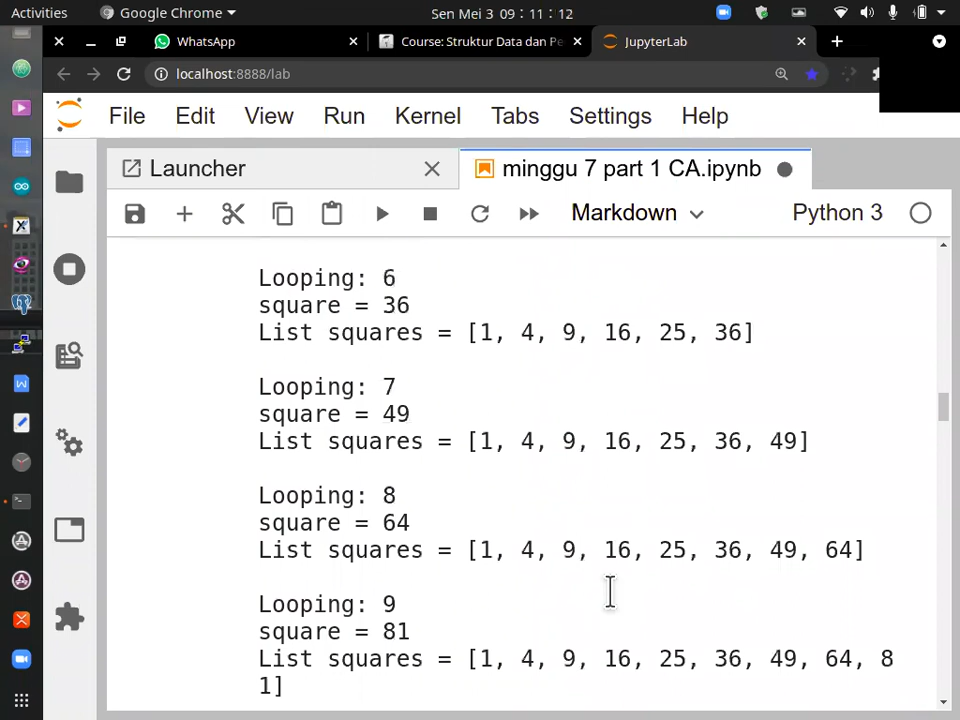 Activities Google Chrome Sen Mei 3 09:11:12
WhatsApp Course: Struktur Data dan Pe JupyterLab
localhost:8888/lab
File Edit View Run Kernel Tabs Settings Help
Launcher minggu 7 part 1 CA.ipynb
Markdown Python 3
Looping: 6
square = 36
List squares = [1, 4, 9, 16, 25, 36]
Looping: 7
square = 49
List squares = [1, 4, 9, 16, 25, 36, 49]
Looping: 8
square = 64
List squares = [1, 4, 9, 16, 25, 36, 49, 64]
Looping: 9
square = 81
List squares = [1, 4, 9, 16, 25, 36, 49, 64, 8
1]